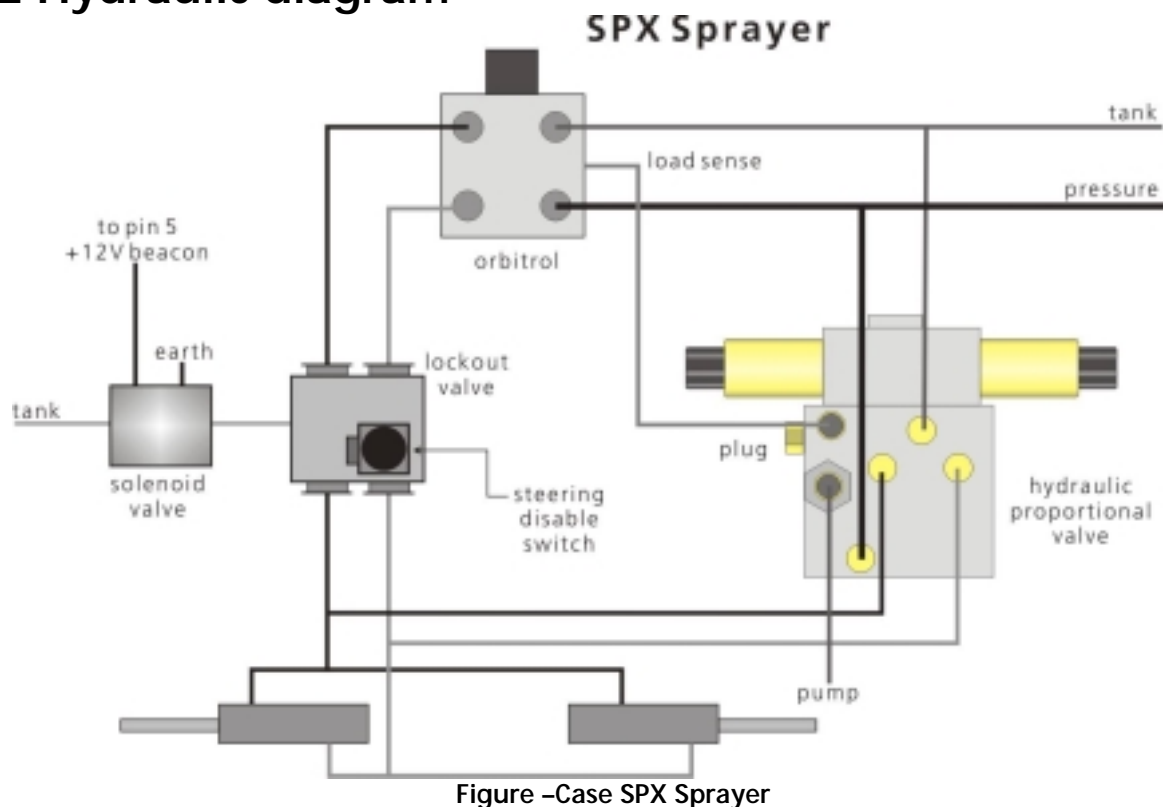 Hydraulic diagram
SPX Sprayer
tank
load sense
pressure
to pin 5
+12V beacon
orbitrol
earth
lockout
valve
tank
plug
solenoid
valve
steering
disable
switch
hydraulic
proportional
valve
pump
Figure –Case SPX Sprayer